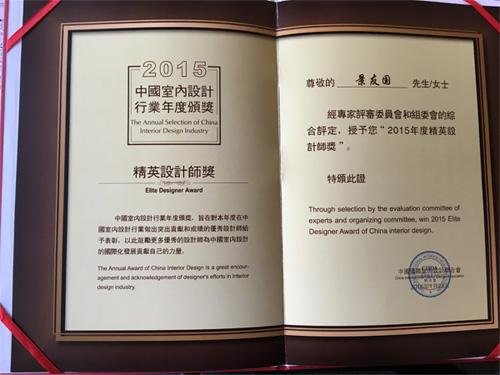 2015
中國室內設計
行業年度頒獎
The Annual Selection of China
Interior Design Industry
精英設計師獎
Elite Designer Award
中國室内設計行業年度頒獎，旨在對本年度在中
國室内設計行業做出突出貢獻和成績的優秀設計師給
予表彰，以此鼓勵更多優秀的設計師為中國室内設計
的國際化發展貢獻自己的力量。
The Annual Award of China Interior Design is a great encour-
agement and acknowledgement of designer's efforts in interior
design industry.
尊敬的 葉友園 先生/女士
經專家評審委員會和組委會的綜
合評定，授予您“2015年度精英設
計師獎”。
特頒此證
Through selection by the evaluation committee of
experts and organizing committee, win 2015 Elite
Designer Award of China interior design.